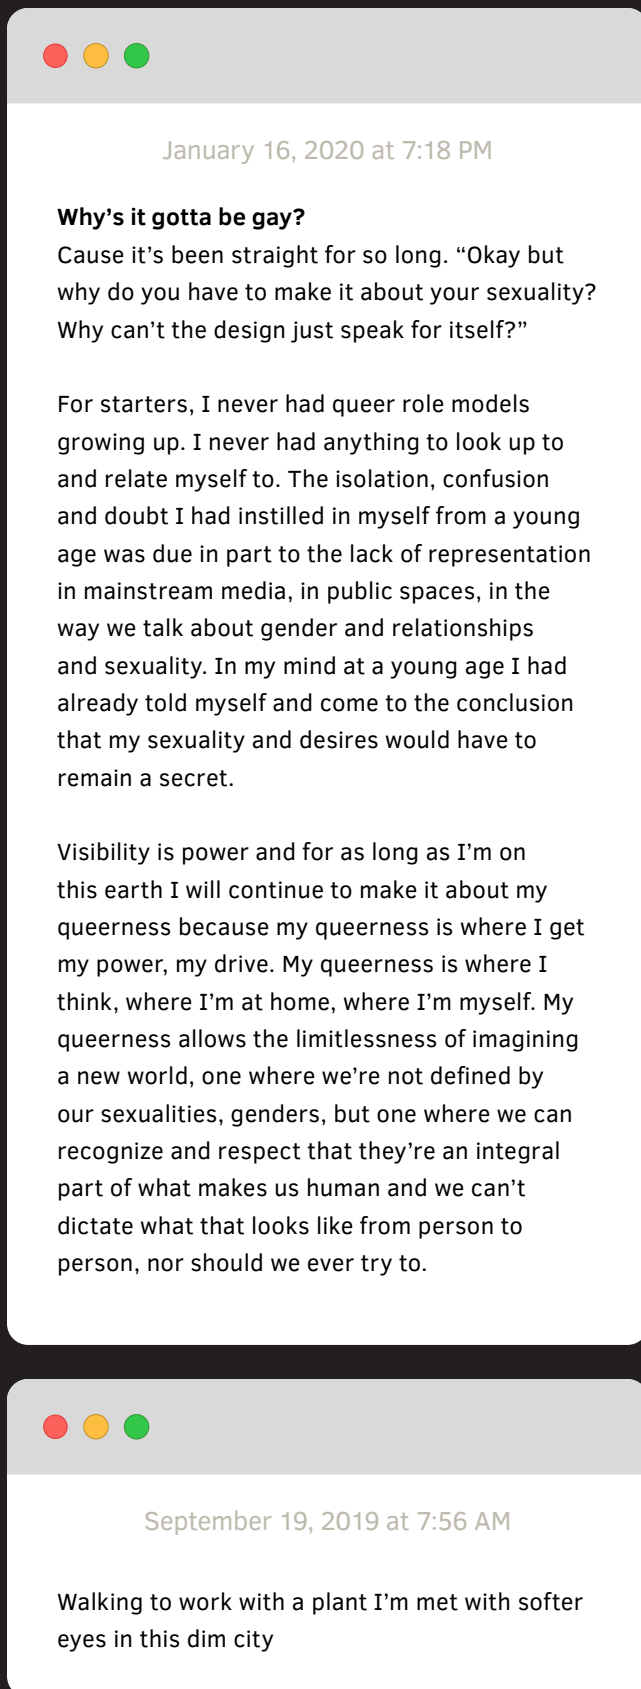 January 16, 2020 at 7:18 PM
Why’s it gotta be gay?
Cause it’s been straight for so long. “Okay but
why do you have to make it about your sexuality?
Why can’t the design just speak for itself?”
For starters, I never had queer role models
growing up. I never had anything to look up to
and relate myself to. The isolation, confusion
and doubt I had instilled in myself from a young
age was due in part to the lack of representation
in mainstream media, in public spaces, in the
way we talk about gender and relationships
and sexuality. In my mind at a young age I had
already told myself and come to the conclusion
that my sexuality and desires would have to
remain a secret.
Visibility is power and for as long as I’m on
this earth I will continue to make it about my
queerness because my queerness is where I get
my power, my drive. My queerness is where I
think, where I’m at home, where I’m myself. My
queerness allows the limitlessness of imagining
a new world, one where we’re not defined by
our sexualities, genders, but one where we can
recognize and respect that they’re an integral
part of what makes us human and we can’t
dictate what that looks like from person to
person, nor should we ever try to.
September 19, 2019 at 7:56 AM
Walking to work with a plant I’m met with softer
eyes in this dim city